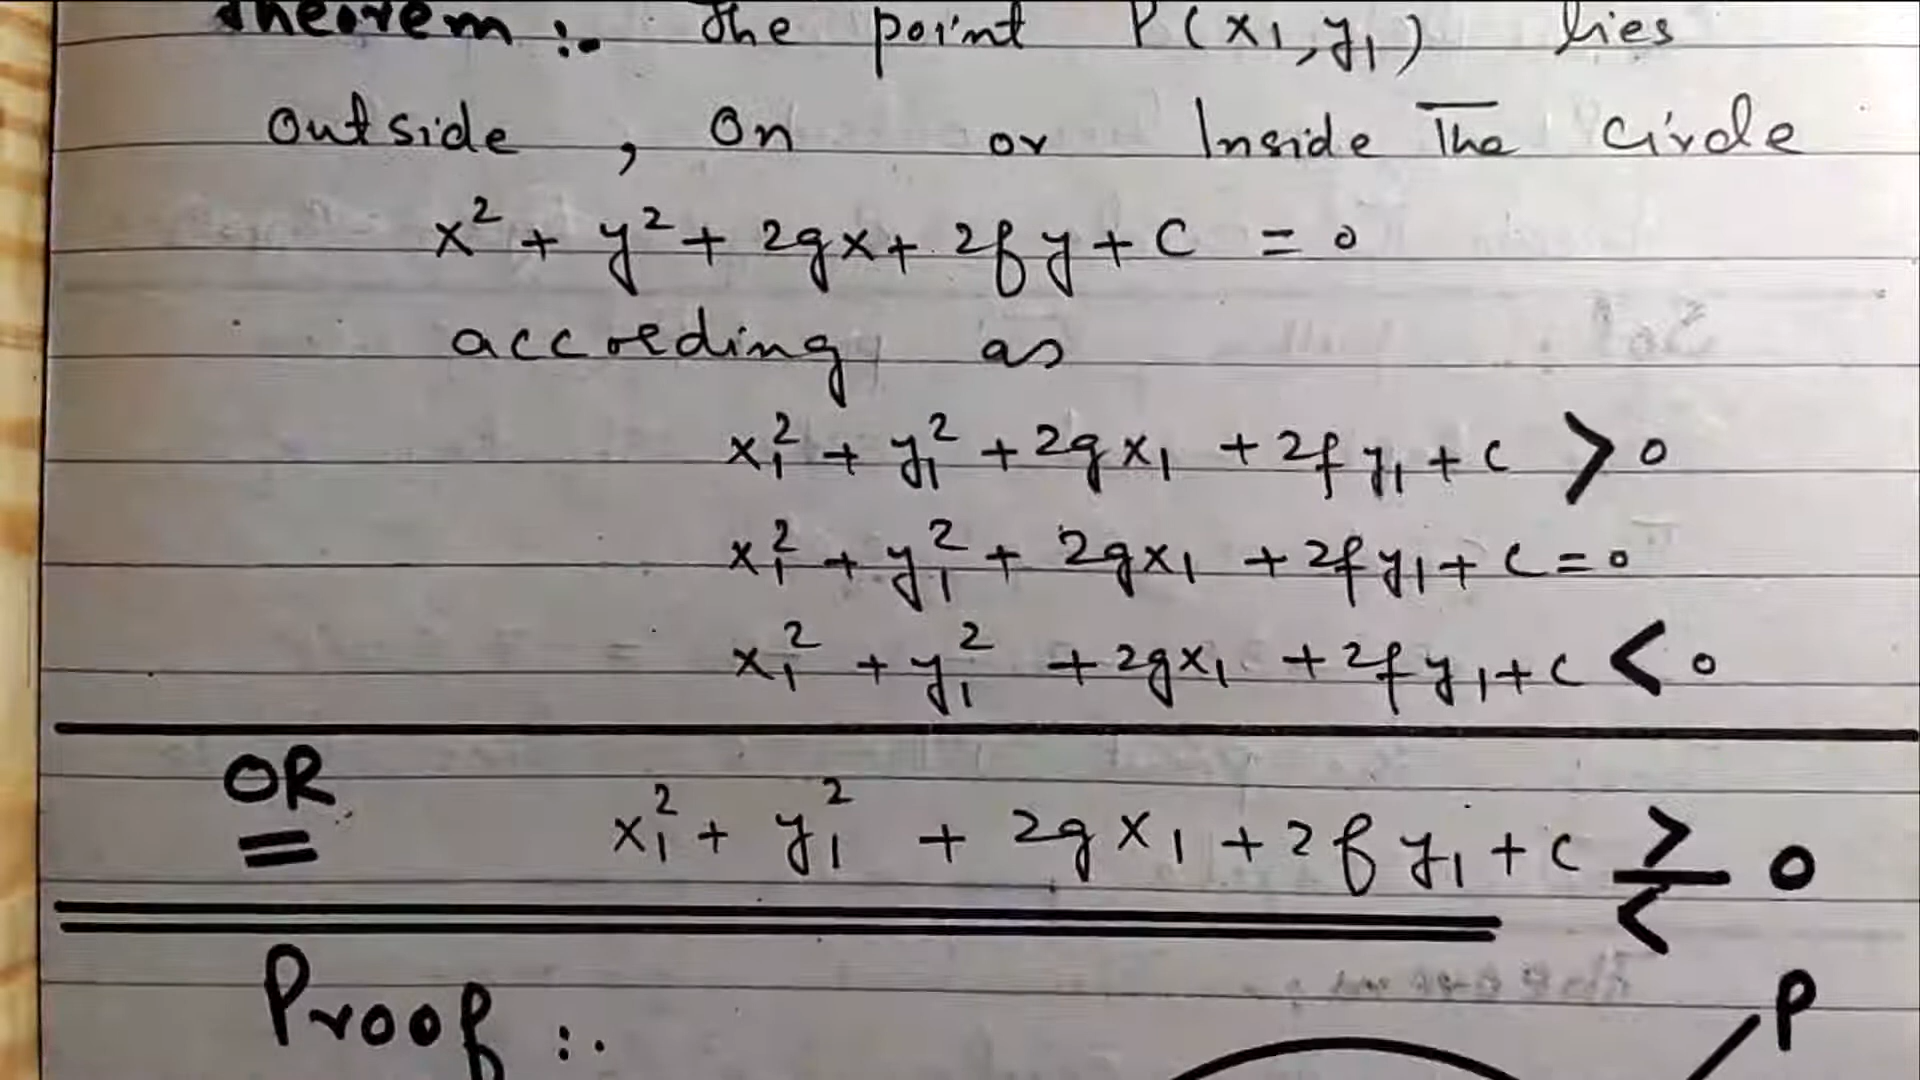 Theorem :- The point P(x₁,y₁) lies
Outside , On or Inside The Circle
x² + y² + 2gx + 2fy + C = 0
according as
x₁² + y₁² + 2gx₁ + 2fy₁ + c > 0
x₁² + y₁² + 2gx₁ + 2fy₁ + c = 0
x₁² + y₁² + 2gx₁ + 2fy₁ + c < 0
OR x₁² + y₁² + 2gx₁ + 2fy₁ + c ⪌ 0
Proof :.
P